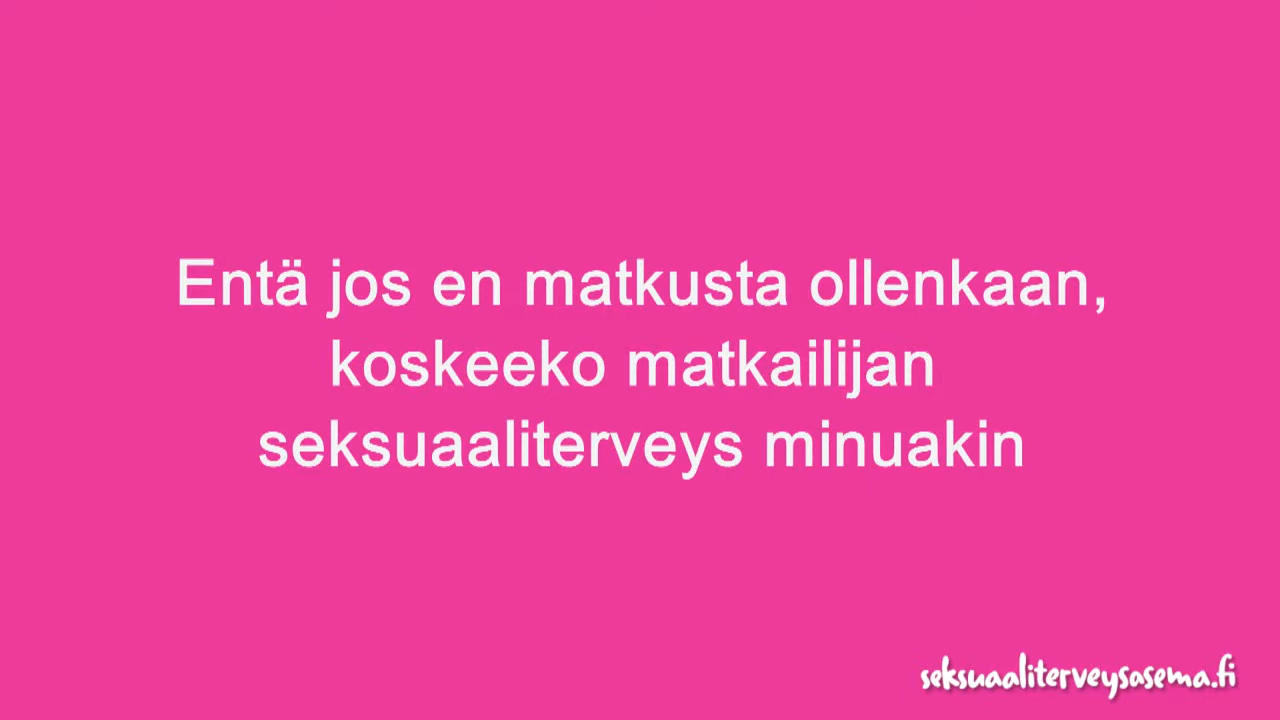 Entä jos en matkusta ollenkaan,
koskeeko matkailijan
seksuaaliterveys minuakin
seksuaaliterveysasema.fi